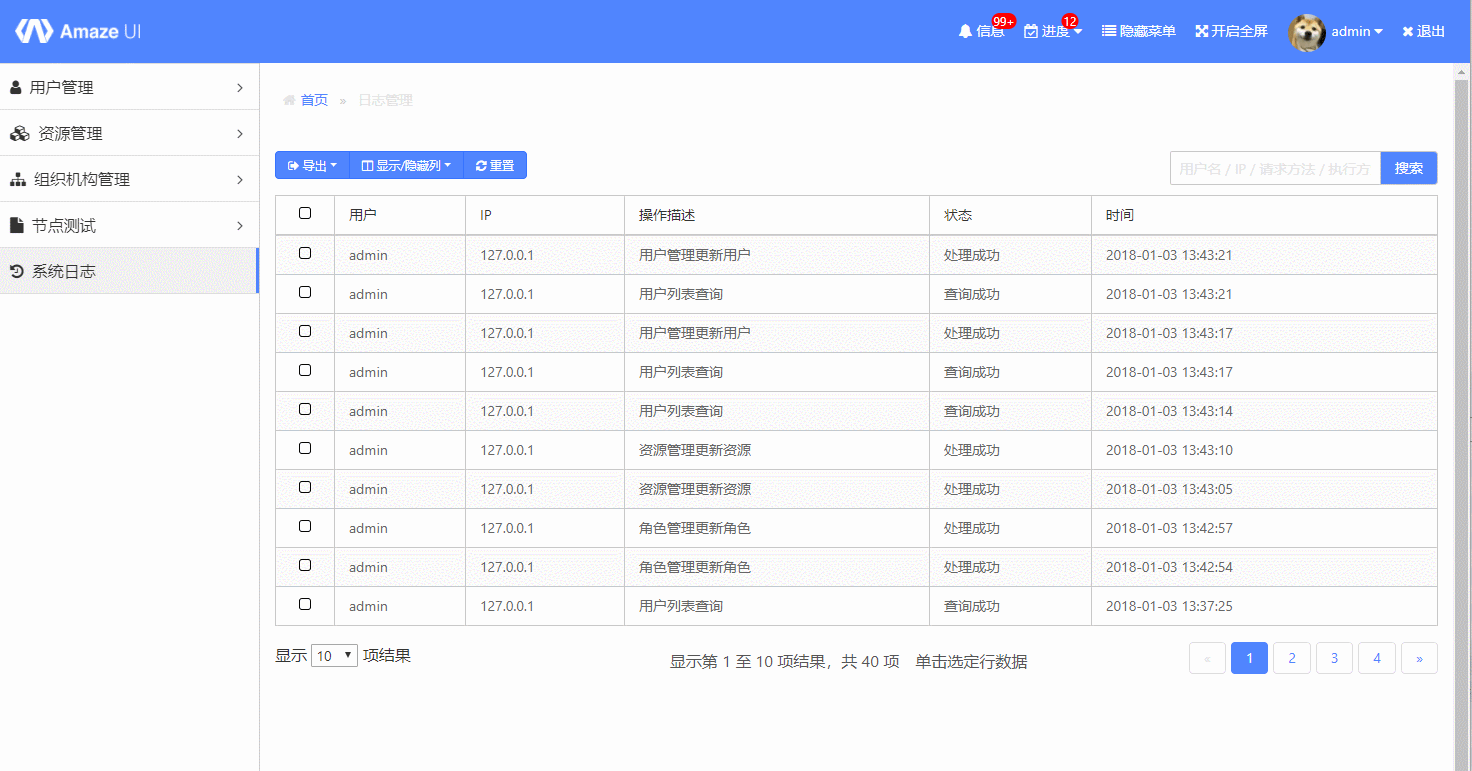 Amaze UI
信息 99+ 进度 12 隐藏菜单 开启全屏 admin 退出
用户管理
资源管理
组织机构管理
节点测试
系统日志
首页 » 日志管理
导出 显示/隐藏列 重置
用户名 / IP / 请求方法 / 执行方 搜索
用户 IP 操作描述 状态 时间
admin 127.0.0.1 用户管理更新用户 处理成功 2018-01-03 13:43:21
admin 127.0.0.1 用户列表查询 查询成功 2018-01-03 13:43:21
admin 127.0.0.1 用户管理更新用户 处理成功 2018-01-03 13:43:17
admin 127.0.0.1 用户列表查询 查询成功 2018-01-03 13:43:17
admin 127.0.0.1 用户列表查询 查询成功 2018-01-03 13:43:14
admin 127.0.0.1 资源管理更新资源 处理成功 2018-01-03 13:43:10
admin 127.0.0.1 资源管理更新资源 处理成功 2018-01-03 13:43:05
admin 127.0.0.1 角色管理更新角色 处理成功 2018-01-03 13:42:57
admin 127.0.0.1 角色管理更新角色 处理成功 2018-01-03 13:42:54
admin 127.0.0.1 用户列表查询 查询成功 2018-01-03 13:37:25
显示 10 项结果 显示第 1 至 10 项结果，共 40 项 单击选定行数据 « 1 2 3 4 »